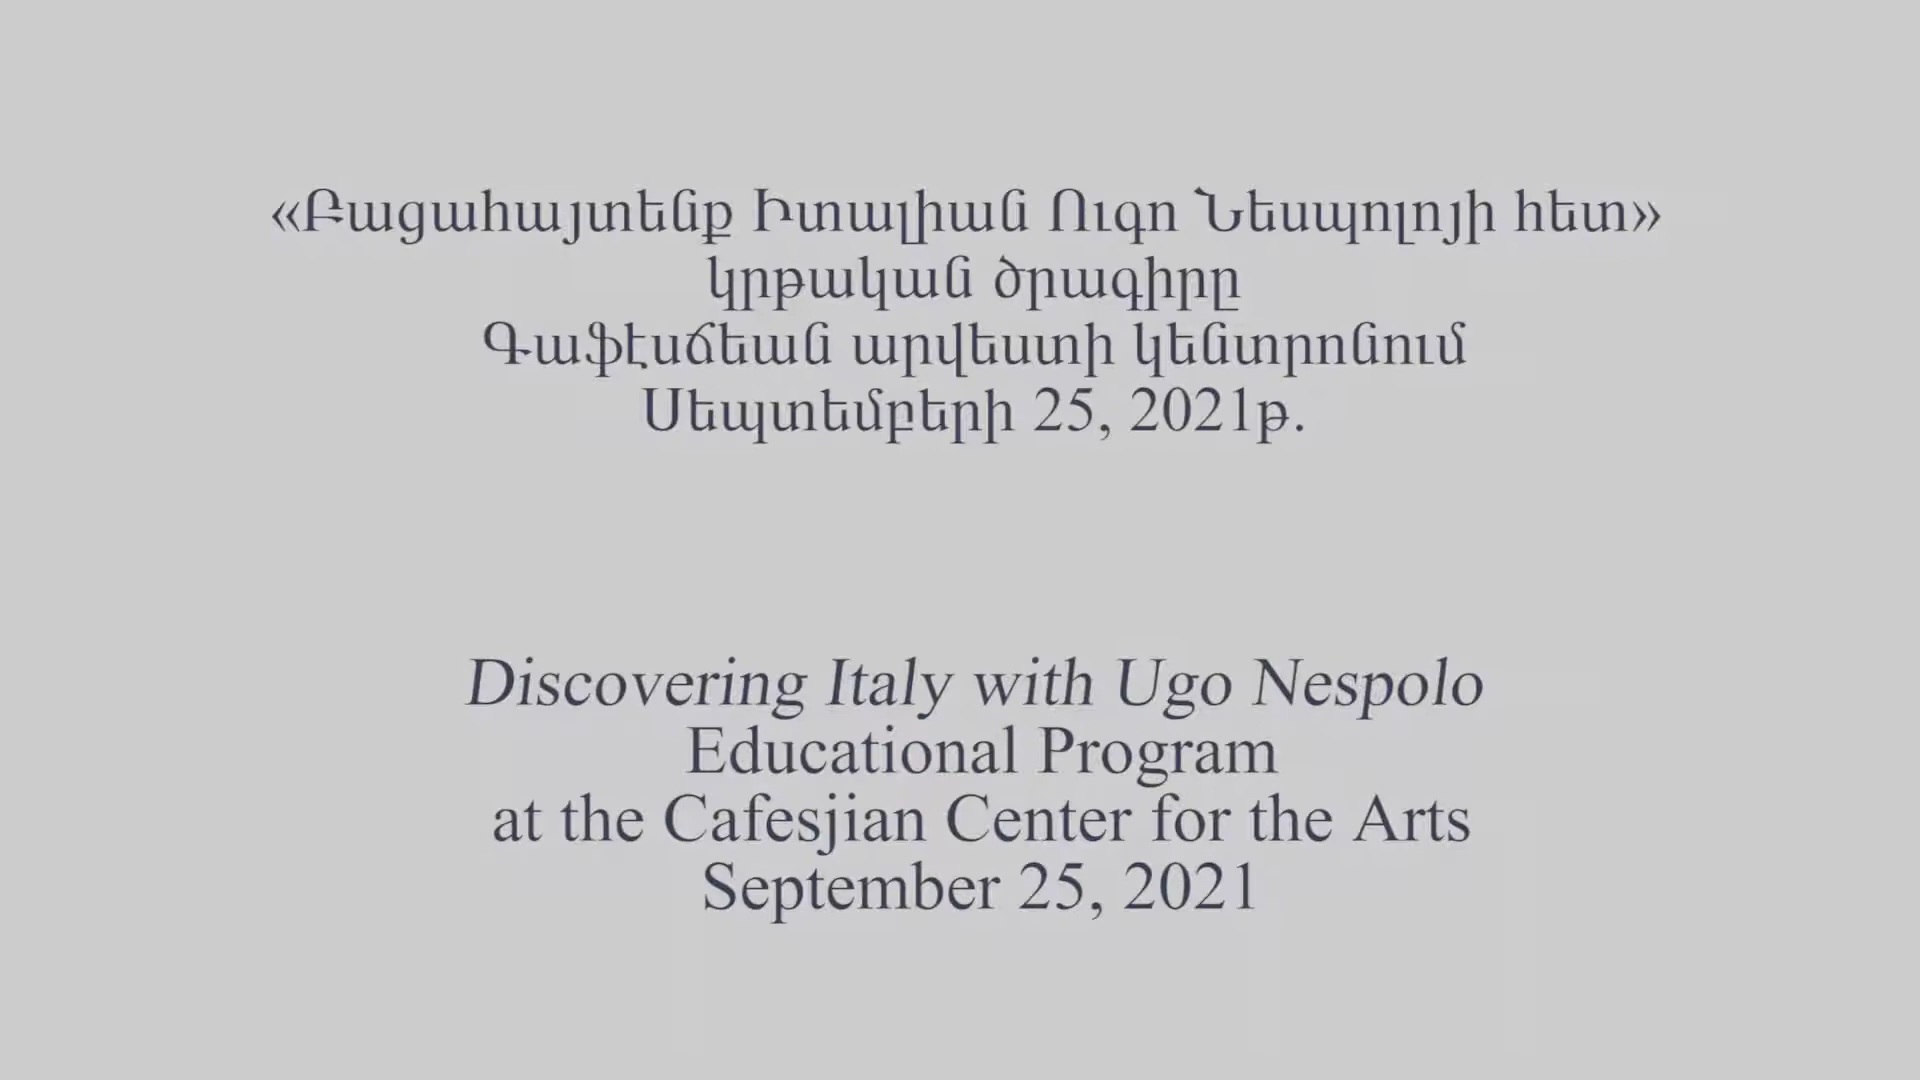 «Բացահայտենք Իտալիան Ուգո Նեսպոլոյի հետ»
կրթական ծրագիրը
Գաֆէսճեան արվեստի կենտրոնում
Սեպտեմբերի 25, 2021թ.
Discovering Italy with Ugo Nespolo
Educational Program
at the Cafesjian Center for the Arts
September 25, 2021